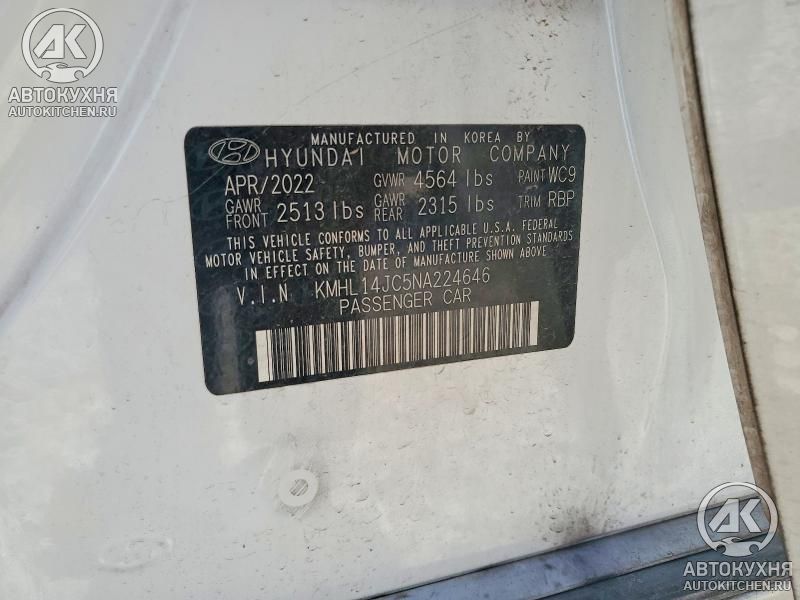 AK
АВТОКУХНЯ
AUTOKITCHEN.RU
MANUFACTURED IN KOREA BY
HYUNDAI MOTOR COMPANY
APR/2022 GVWR 4564 lbs PAINT WC9
GAWR FRONT 2513 lbs GAWR REAR 2315 lbs TRIM RBP
THIS VEHICLE CONFORMS TO ALL APPLICABLE U.S.A. FEDERAL
MOTOR VEHICLE SAFETY, BUMPER, AND THEFT PREVENTION STANDARDS
IN EFFECT ON THE DATE OF MANUFACTURE SHOWN ABOVE.
V.I.N KMHL14JC5NA224646
PASSENGER CAR
AK
АВТОКУХНЯ
AUTOKITCHEN.RU